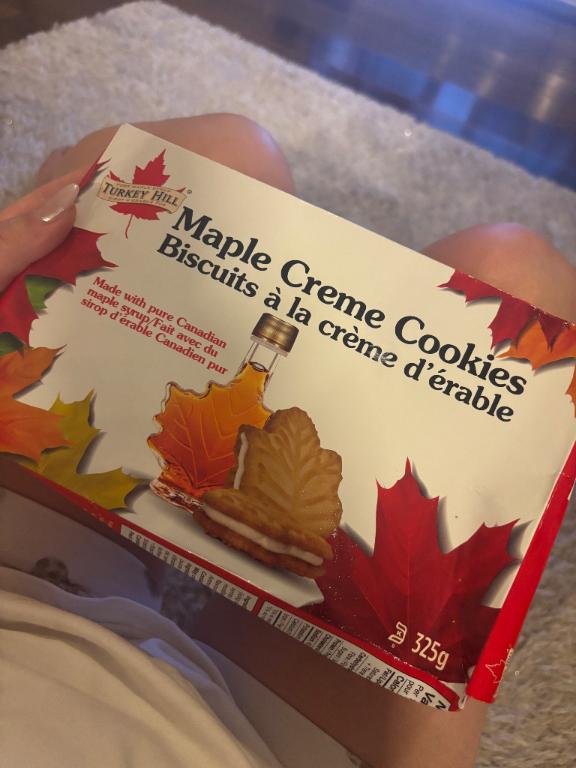 TURKEY HILL
Maple Creme Cookies
Biscuits à la crème d'érable
Made with pure Canadian
maple syrup/Fait avec du
sirop d'érable Canadien pur
325g